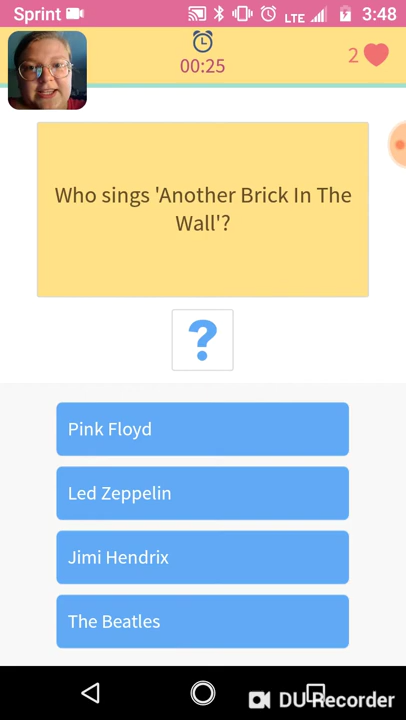 Sprint
LTE
3:48
00:25
2
Who sings 'Another Brick In The
Wall'?
?
Pink Floyd
Led Zeppelin
Jimi Hendrix
The Beatles
DU Recorder